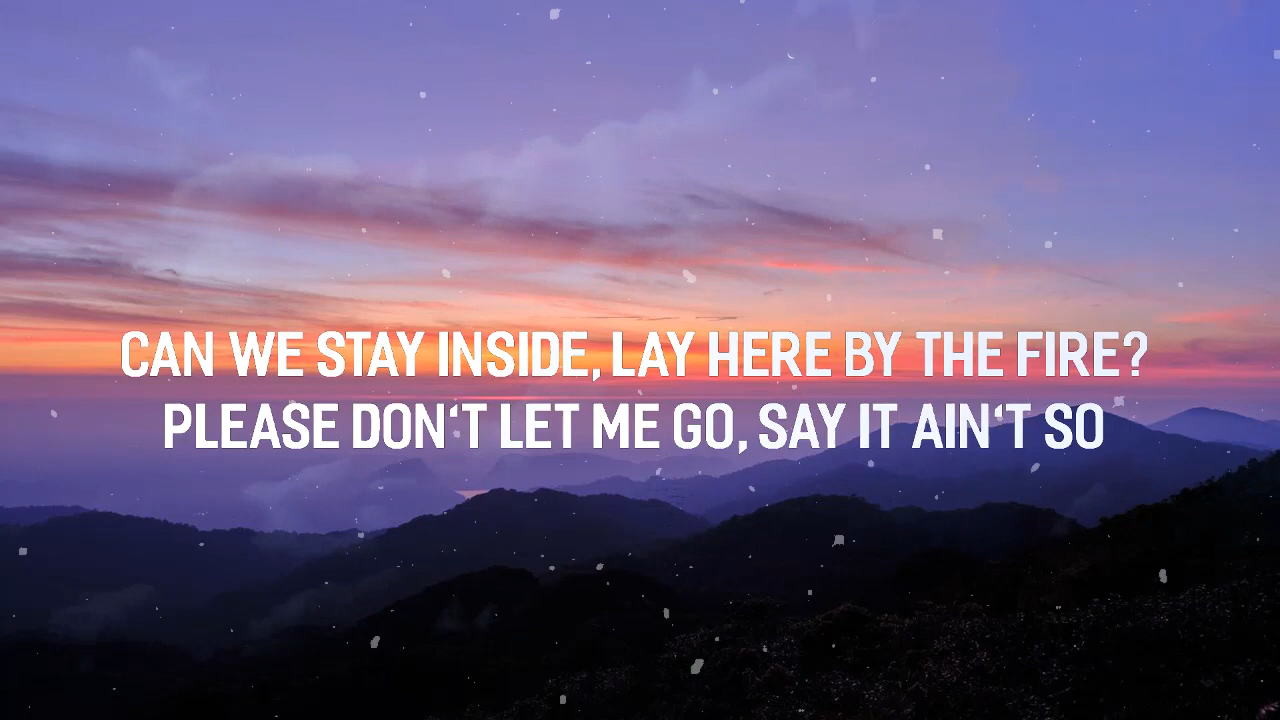 CAN WE STAY INSIDE, LAY HERE BY THE FIRE?
PLEASE DON‘T LET ME GO, SAY IT AIN‘T SO